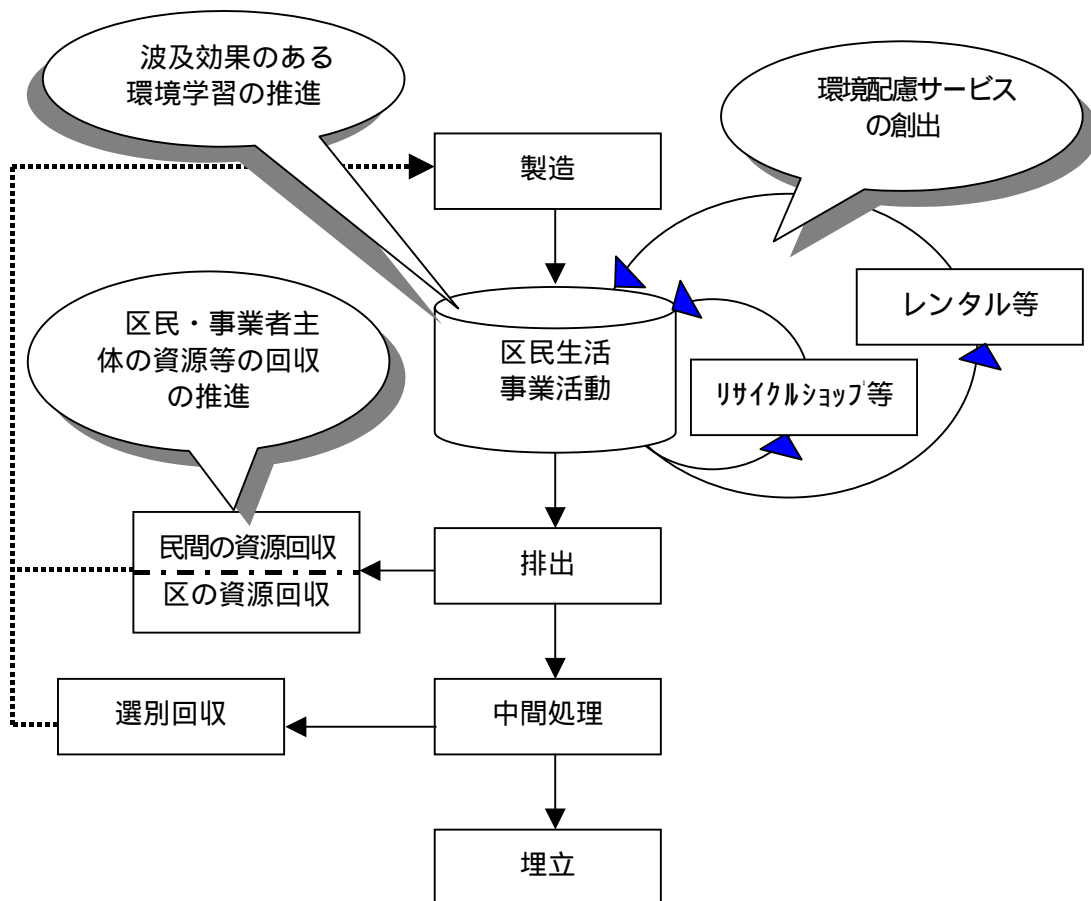 波及効果のある
環境学習の推進
環境配慮サービス
の創出
製造
区民・事業者主
体の資源等の回収
の推進
区民生活
事業活動
レンタル等
ﾘｻｲｸﾙｼｮｯﾌﾟ等
民間の資源回収
区の資源回収
排出
選別回収
中間処理
埋立